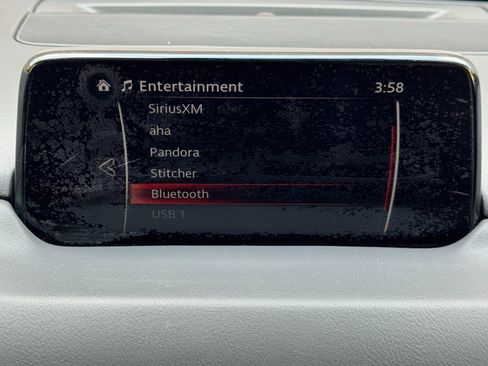 Entertainment 3:58
SiriusXM
aha
Pandora
Stitcher
Bluetooth
USB 1